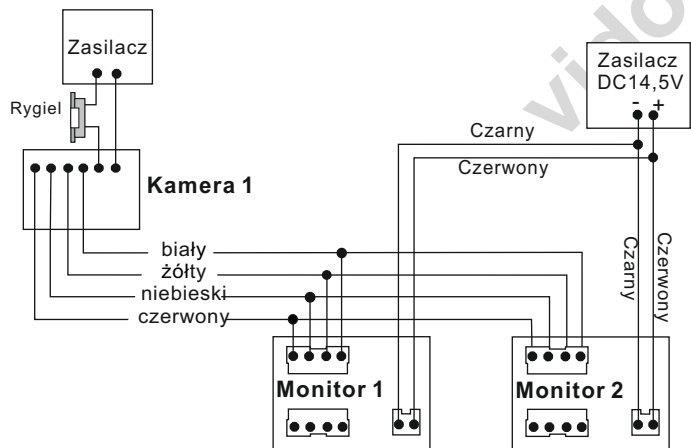 Zasilacz
Rygiel
Kamera 1
Zasilacz
DC14,5V
- +
Czarny
Czerwony
biały
żółty
niebieski
czerwony
Czarny
Czerwony
Monitor 1
Monitor 2
vido